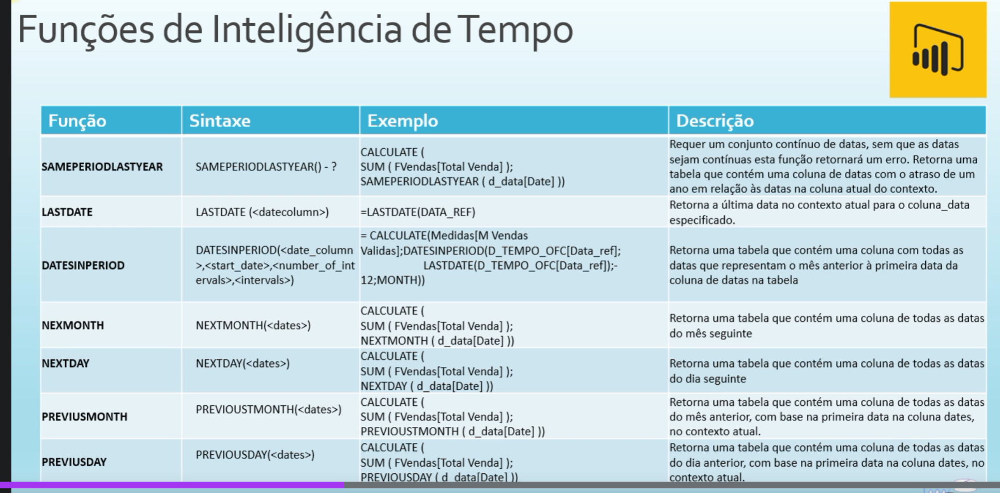 Funções de Inteligência de Tempo
Função
Sintaxe
Exemplo
Descrição
SAMEPERIODLASTYEAR
SAMEPERIODLASTYEAR() - ?
CALCULATE (
SUM ( FVendas[Total Venda] );
SAMEPERIODLASTYEAR ( d_data[Date] ))
Requer um conjunto contínuo de datas, sem que as datas
sejam contínuas esta função retornará um erro. Retorna uma
tabela que contém uma coluna de datas com o atraso de um
ano em relação às datas na coluna atual do contexto.
LASTDATE
LASTDATE (<datecolumn>)
=LASTDATE(DATA_REF)
Retorna a última data no contexto atual para o coluna_data
especificado.
DATESINPERIOD
DATESINPERIOD(<date_column
>,<start_date>,<number_of_int
ervals>,<intervals>)
= CALCULATE(Medidas[M Vendas
Validas];DATESINPERIOD(D_TEMPO_OFC[Data_ref];
LASTDATE(D_TEMPO_OFC[Data_ref]);-
12;MONTH))
Retorna uma tabela que contém uma coluna com todas as
datas que representam o mês anterior à primeira data da
coluna de datas na tabela
NEXMONTH
NEXTMONTH(<dates>)
CALCULATE (
SUM ( FVendas[Total Venda] );
NEXTMONTH ( d_data[Date] ))
Retorna uma tabela que contém uma coluna de todas as datas
do mês seguinte
NEXTDAY
NEXTDAY(<dates>)
CALCULATE (
SUM ( FVendas[Total Venda] );
NEXTDAY ( d_data[Date] ))
Retorna uma tabela que contém uma coluna de todas as datas
do dia seguinte
PREVIUSMONTH
PREVIOUSTMONTH(<dates>)
CALCULATE (
SUM ( FVendas[Total Venda] );
PREVIOUSTMONTH ( d_data[Date] ))
Retorna uma tabela que contém uma coluna de todas as datas
do mês anterior, com base na primeira data na coluna dates,
no contexto atual.
PREVIUSDAY
PREVIOUSDAY(<dates>)
CALCULATE (
SUM ( FVendas[Total Venda] );
PREVIOUSDAY ( d_data[Date] ))
Retorna uma tabela que contém uma coluna de todas as datas
do dia anterior, com base na primeira data na coluna dates, no
contexto atual.